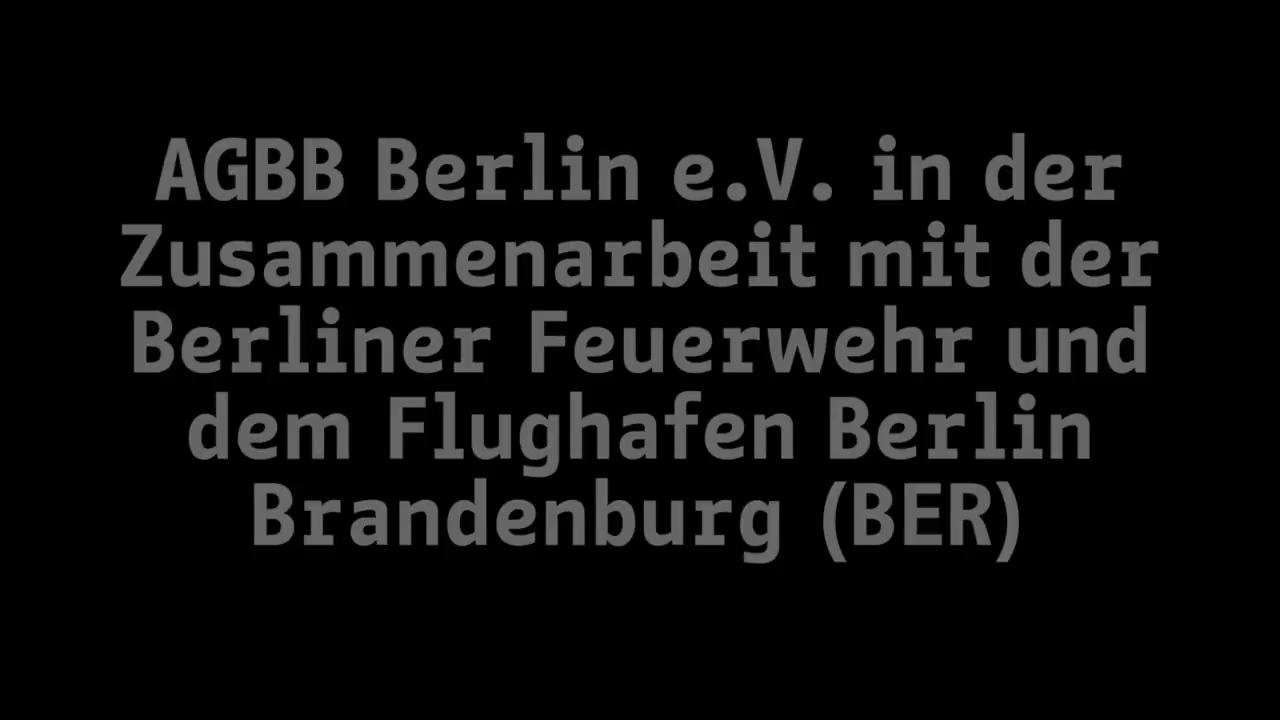 AGBB Berlin e.V. in der
Zusammenarbeit mit der
Berliner Feuerwehr und
dem Flughafen Berlin
Brandenburg (BER)